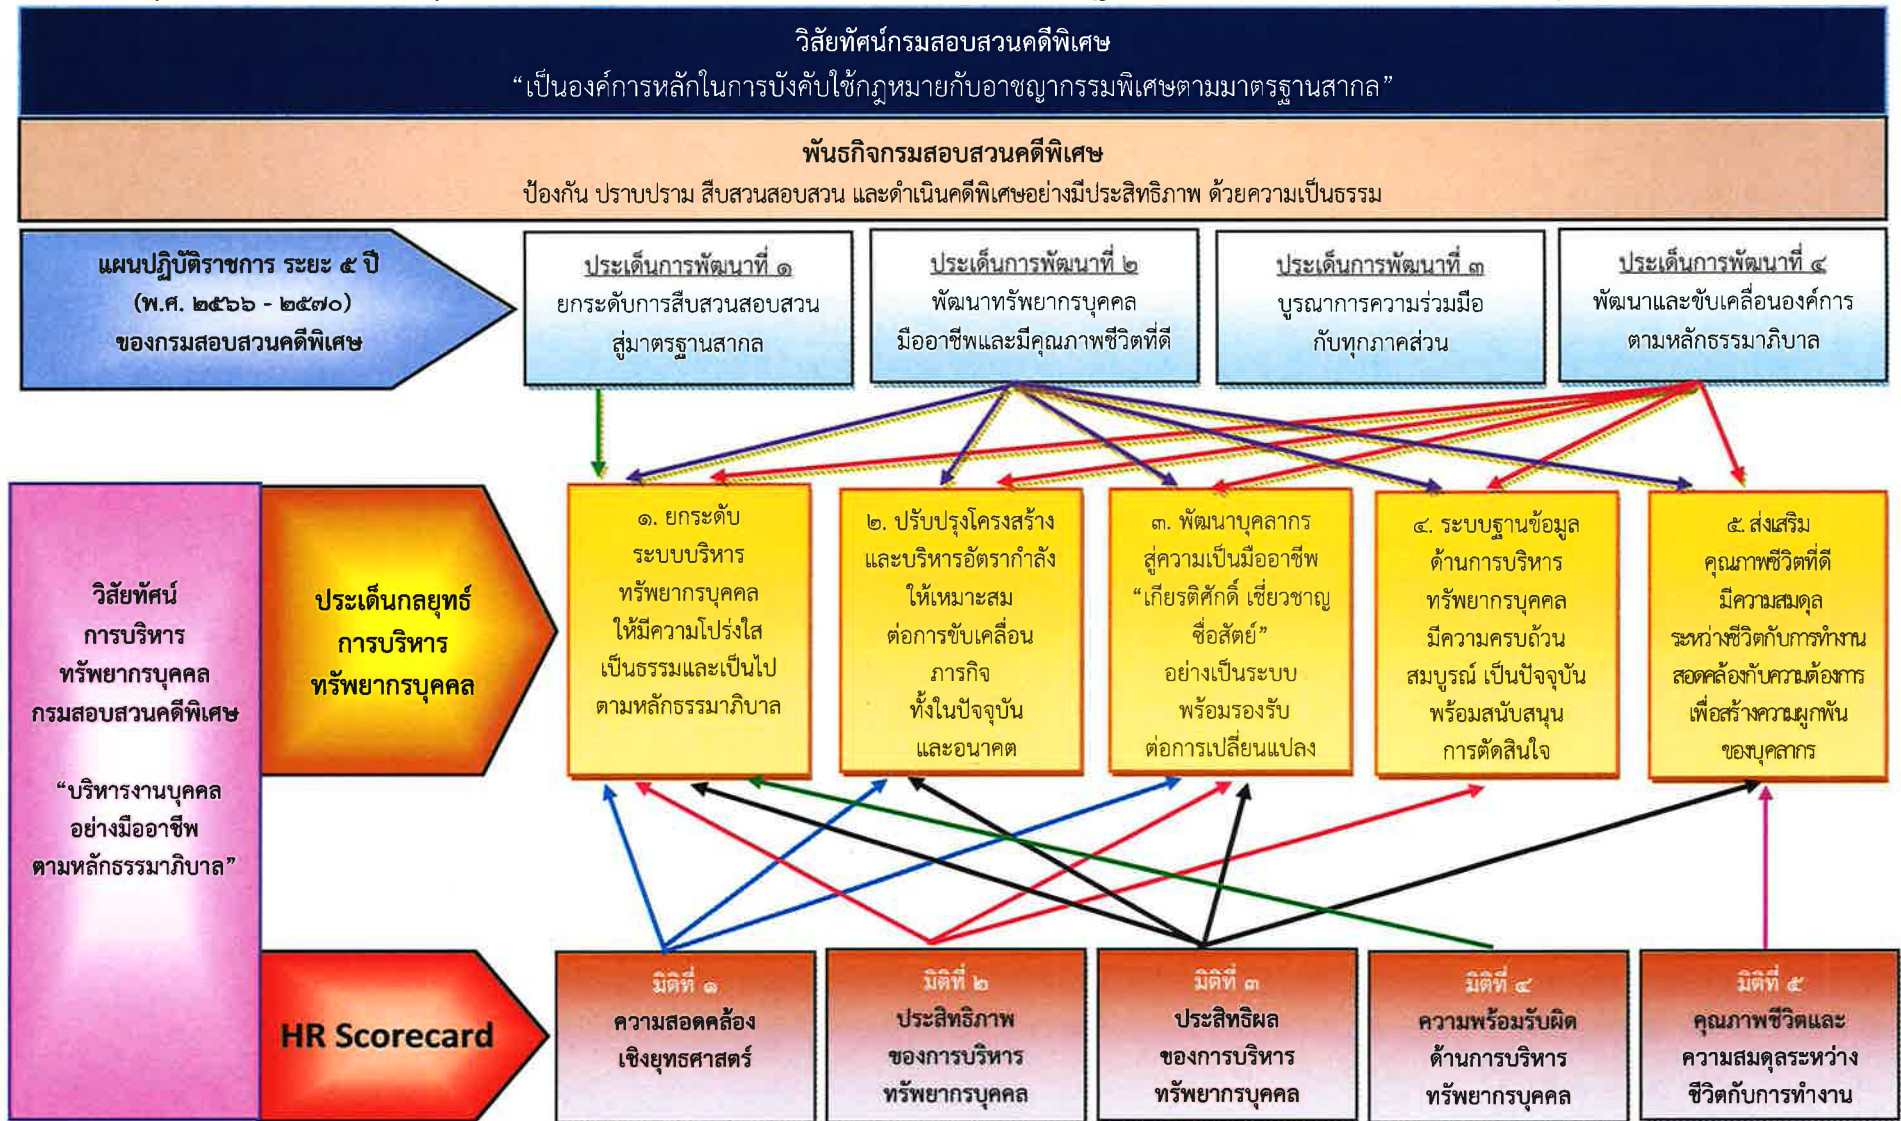 วิสัยทัศน์กรมสอบสวนคดีพิเศษ
“เป็นองค์การหลักในการบังคับใช้กฎหมายกับอาชญากรรมพิเศษตามมาตรฐานสากล”
พันธกิจกรมสอบสวนคดีพิเศษ
ป้องกัน ปราบปราม สืบสวนสอบสวน และดำเนินคดีพิเศษอย่างมีประสิทธิภาพ ด้วยความเป็นธรรม
แผนปฏิบัติราชการ ระยะ ๕ ปี
(พ.ศ. ๒๕๖๖ - ๒๕๗๐)
ของกรมสอบสวนคดีพิเศษ
ประเด็นการพัฒนาที่ ๑
ยกระดับการสืบสวนสอบสวน
สู่มาตรฐานสากล
ประเด็นการพัฒนาที่ ๒
พัฒนาทรัพยากรบุคคล
มืออาชีพและมีคุณภาพชีวิตที่ดี
ประเด็นการพัฒนาที่ ๓
บูรณาการความร่วมมือ
กับทุกภาคส่วน
ประเด็นการพัฒนาที่ ๔
พัฒนาและขับเคลื่อนองค์การ
ตามหลักธรรมาภิบาล
วิสัยทัศน์
การบริหาร
ทรัพยากรบุคคล
กรมสอบสวนคดีพิเศษ
“บริหารงานบุคคล
อย่างมืออาชีพ
ตามหลักธรรมาภิบาล”
ประเด็นกลยุทธ์
การบริหาร
ทรัพยากรบุคคล
๑. ยกระดับ
ระบบบริหาร
ทรัพยากรบุคคล
ให้มีความโปร่งใส
เป็นธรรมและเป็นไป
ตามหลักธรรมาภิบาล
๒. ปรับปรุงโครงสร้าง
และบริหารอัตรากำลัง
ให้เหมาะสม
ต่อการขับเคลื่อน
ภารกิจ
ทั้งในปัจจุบัน
และอนาคต
๓. พัฒนาบุคลากร
สู่ความเป็นมืออาชีพ
“เกียรติศักดิ์ เชี่ยวชาญ
ซื่อสัตย์”
อย่างเป็นระบบ
พร้อมรองรับ
ต่อการเปลี่ยนแปลง
๔. ระบบฐานข้อมูล
ด้านการบริหาร
ทรัพยากรบุคคล
มีความครบถ้วน
สมบูรณ์ เป็นปัจจุบัน
พร้อมสนับสนุน
การตัดสินใจ
๕. ส่งเสริม
คุณภาพชีวิตที่ดี
มีความสมดุล
ระหว่างชีวิตกับการทำงาน
สอดคล้องกับความต้องการ
เพื่อสร้างความผูกพัน
ของบุคลากร
HR Scorecard
มิติที่ ๑
ความสอดคล้อง
เชิงยุทธศาสตร์
มิติที่ ๒
ประสิทธิภาพ
ของการบริหาร
ทรัพยากรบุคคล
มิติที่ ๓
ประสิทธิผล
ของการบริหาร
ทรัพยากรบุคคล
มิติที่ ๔
ความพร้อมรับผิด
ด้านการบริหาร
ทรัพยากรบุคคล
มิติที่ ๕
คุณภาพชีวิตและ
ความสมดุลระหว่าง
ชีวิตกับการทำงาน